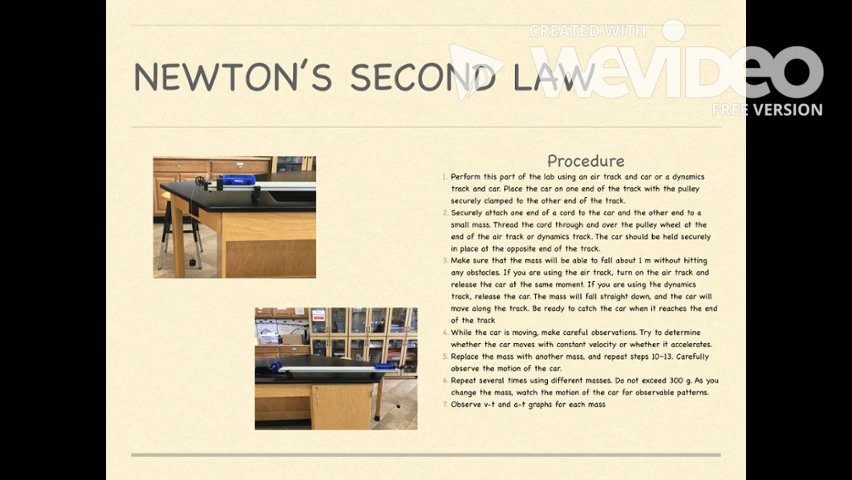 CREATED WITH
WeVideo
FREE VERSION
NEWTON'S SECOND LAW
Procedure
1. Perform this part of the lab using an air track and car or a dynamics
track and car. Place the car on one end of the track with the pulley
securely clamped to the other end of the track.
2. Securely attach one end of a cord to the car and the other end to a
small mass. Thread the cord through and over the pulley wheel at the
end of the air track or dynamics track. The car should be held securely
in place at the opposite end of the track.
3. Make sure that the mass will be able to fall about 1 m without hitting
any obstacles. If you are using the air track, turn on the air track and
release the car at the same moment. If you are using the dynamics
track, release the car. The mass will fall straight down, and the car will
move along the track. Be ready to catch the car when it reaches the end
of the track
4. While the car is moving, make careful observations. Try to determine
whether the car moves with constant velocity or whether it accelerates.
5. Replace the mass with another mass, and repeat steps 10-13. Carefully
observe the motion of the car.
6. Repeat several times using different masses. Do not exceed 300 g. As you
change the mass, watch the motion of the car for observable patterns.
7. Observe v-t and a-t graphs for each mass